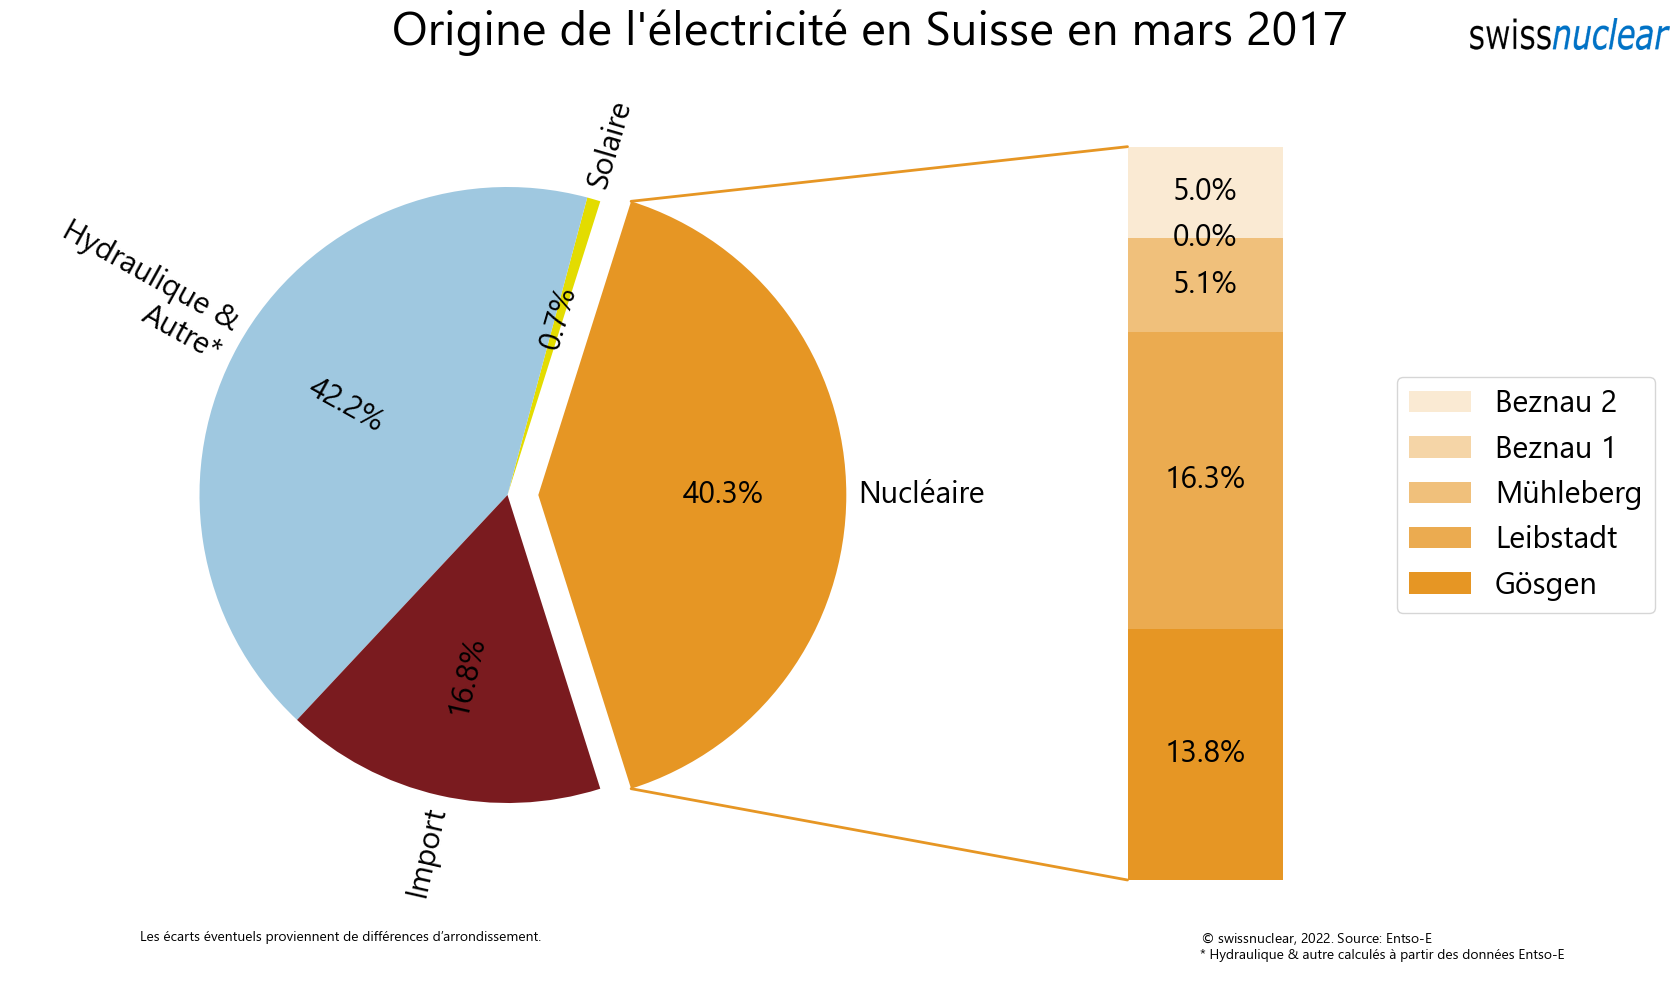 Origine de l'électricité en Suisse en mars 2017
swissnuclear
Solaire
Hydraulique &
Autre*
0.7%
42.2%
40.3%
Nucléaire
16.8%
Import
5.0%
0.0%
5.1%
16.3%
13.8%
Beznau 2
Beznau 1
Mühleberg
Leibstadt
Gösgen
Les écarts éventuels proviennent de différences d’arrondissement.
© swissnuclear, 2022. Source: Entso-E
* Hydraulique & autre calculés à partir des données Entso-E